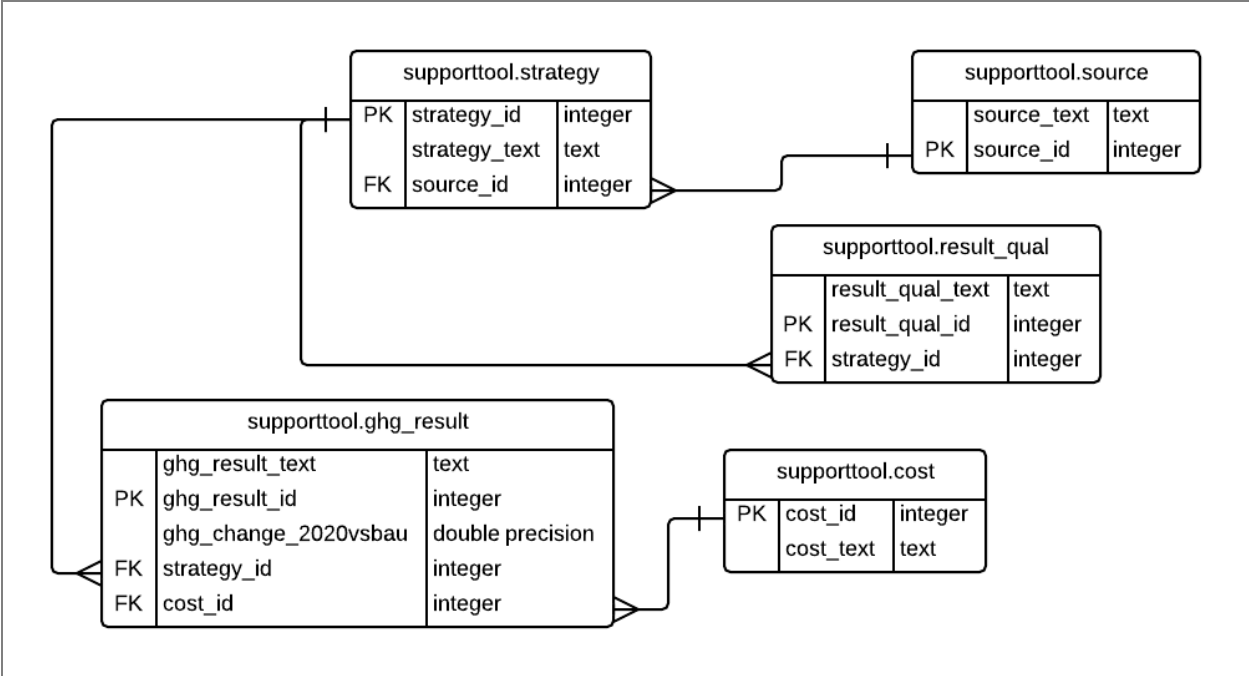 supporttool.strategy
PK strategy_id integer
strategy_text text
FK source_id integer
supporttool.source
source_text text
PK source_id integer
supporttool.result_qual
result_qual_text text
PK result_qual_id integer
FK strategy_id integer
supporttool.ghg_result
ghg_result_text text
PK ghg_result_id integer
ghg_change_2020vsbau double precision
FK strategy_id integer
FK cost_id integer
supporttool.cost
PK cost_id integer
cost_text text